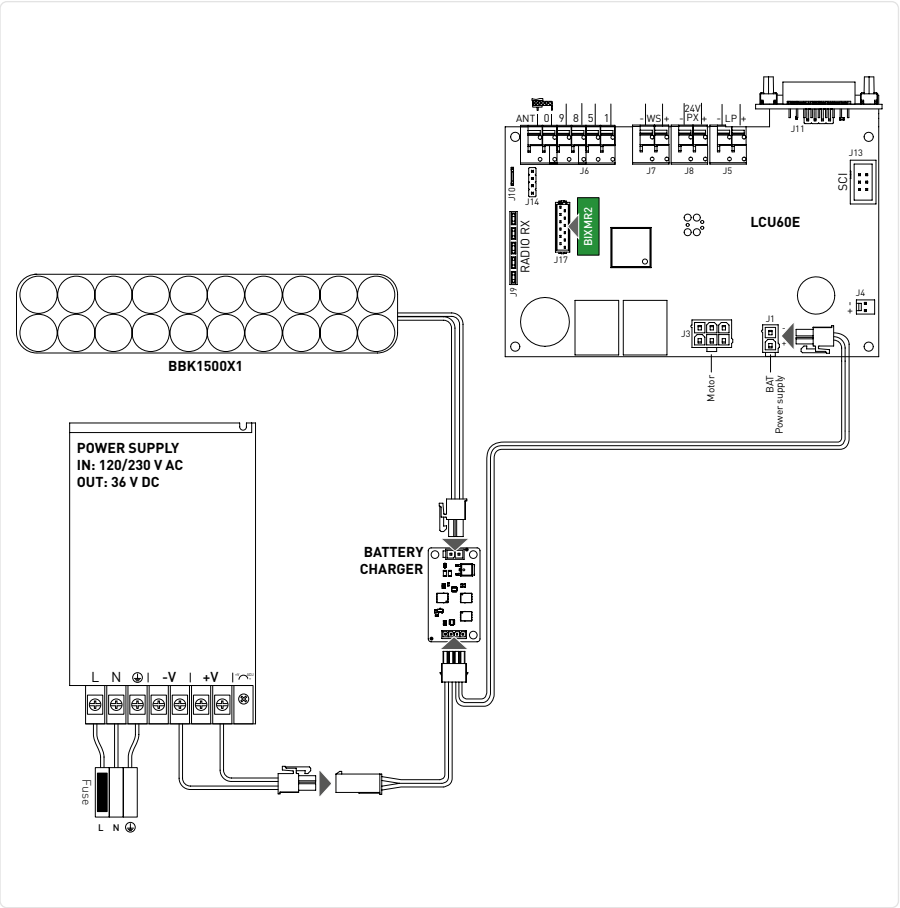 24V
ANT 0 9 8 5 1
- WS +
- PX +
- LP +
J11
J6
J7
J8
J5
J13
SCI
J10
J14
BIXMR2
J17
RADIO RX
J9
LCU60E
J4
- +
J3
J1
- +
Motor
BAT
Power supply
BBK1500X1
POWER SUPPLY
IN: 120/230 V AC
OUT: 36 V DC
BATTERY
CHARGER
L N -V +V
Fuse
L N